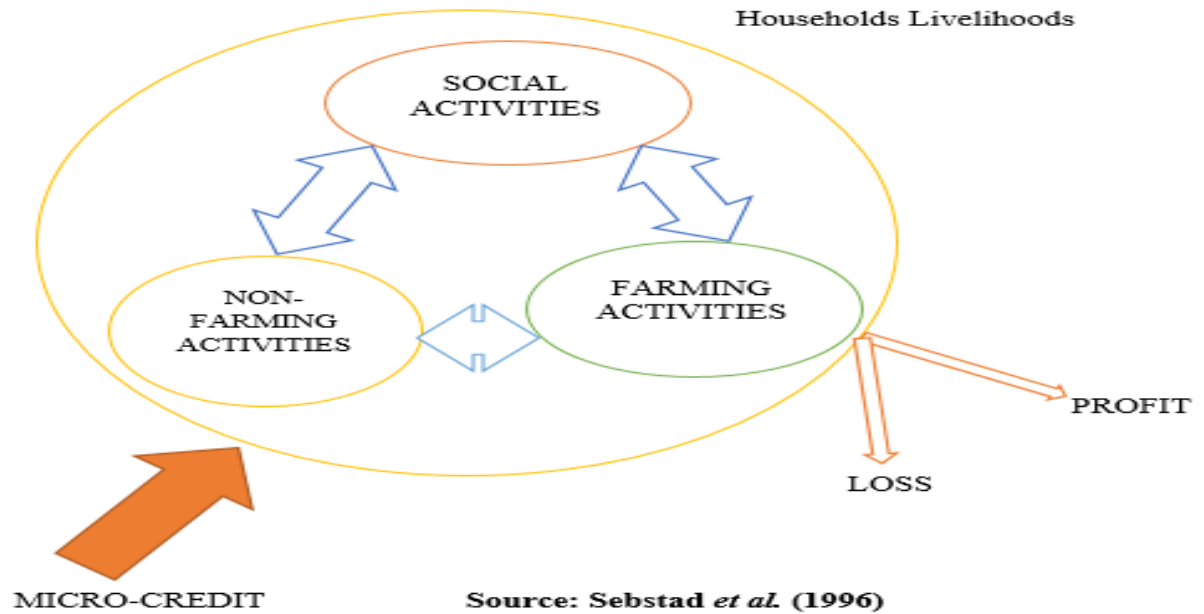 Households Livelihoods
SOCIAL
ACTIVITIES
NON-
FARMING
ACTIVITIES
FARMING
ACTIVITIES
PROFIT
LOSS
MICRO-CREDIT
Source: Sebstad et al. (1996)